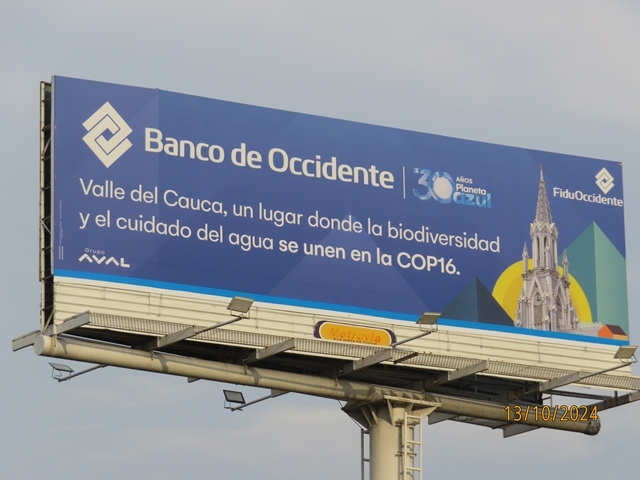 Banco de Occidente
30 AÑOS Planeta azul
FiduOccidente
Valle del Cauca, un lugar donde la biodiversidad
y el cuidado del agua se unen en la COP16.
Grupo
AVAL
Metrovía
13/10/2024